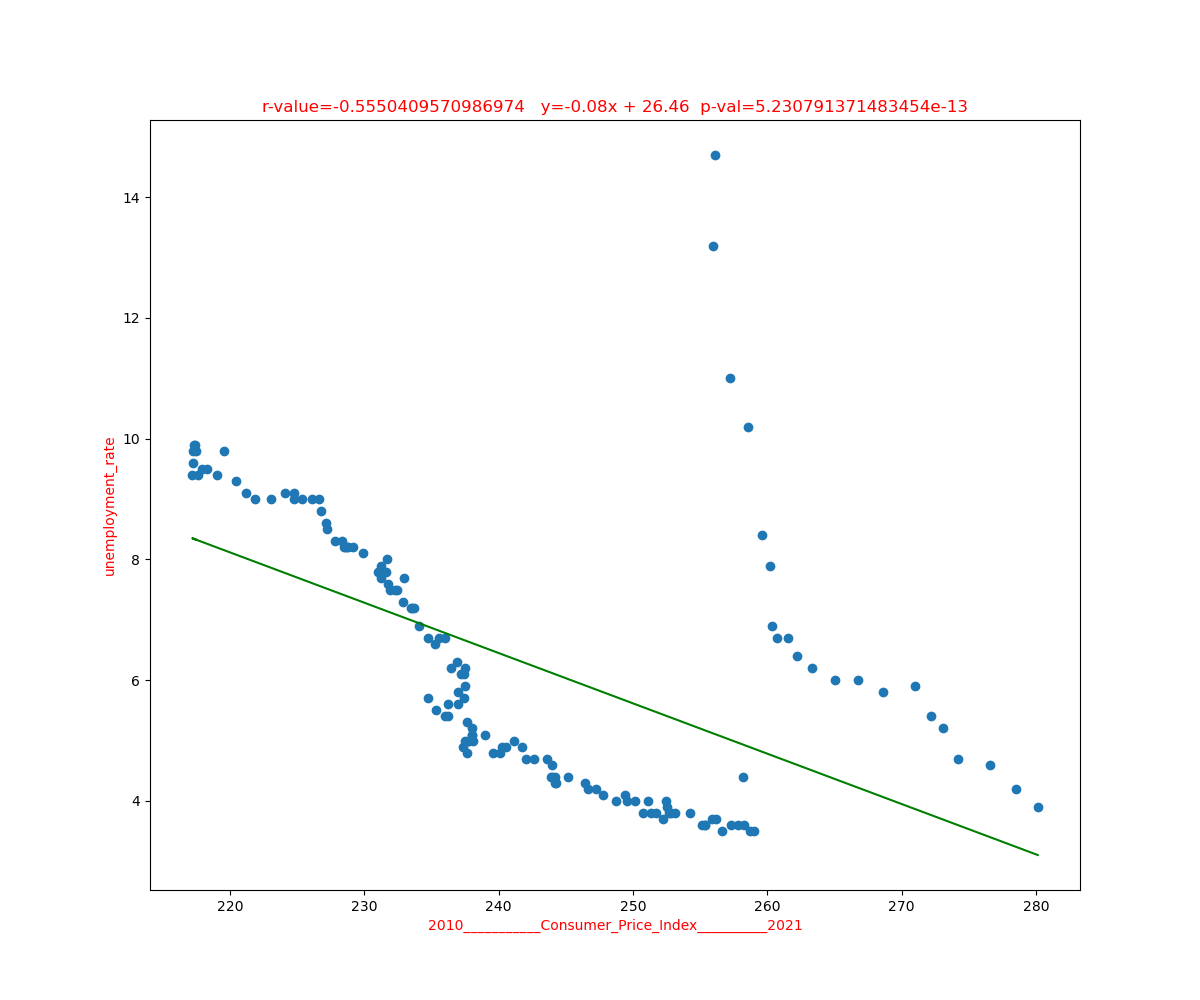 r-value=-0.5550409570986974   y=-0.08x + 26.46  p-val=5.230791371483454e-13
14
12
10
8
6
4
unemployment_rate
220 230 240 250 260 270 280
2010___________Consumer_Price_Index__________2021